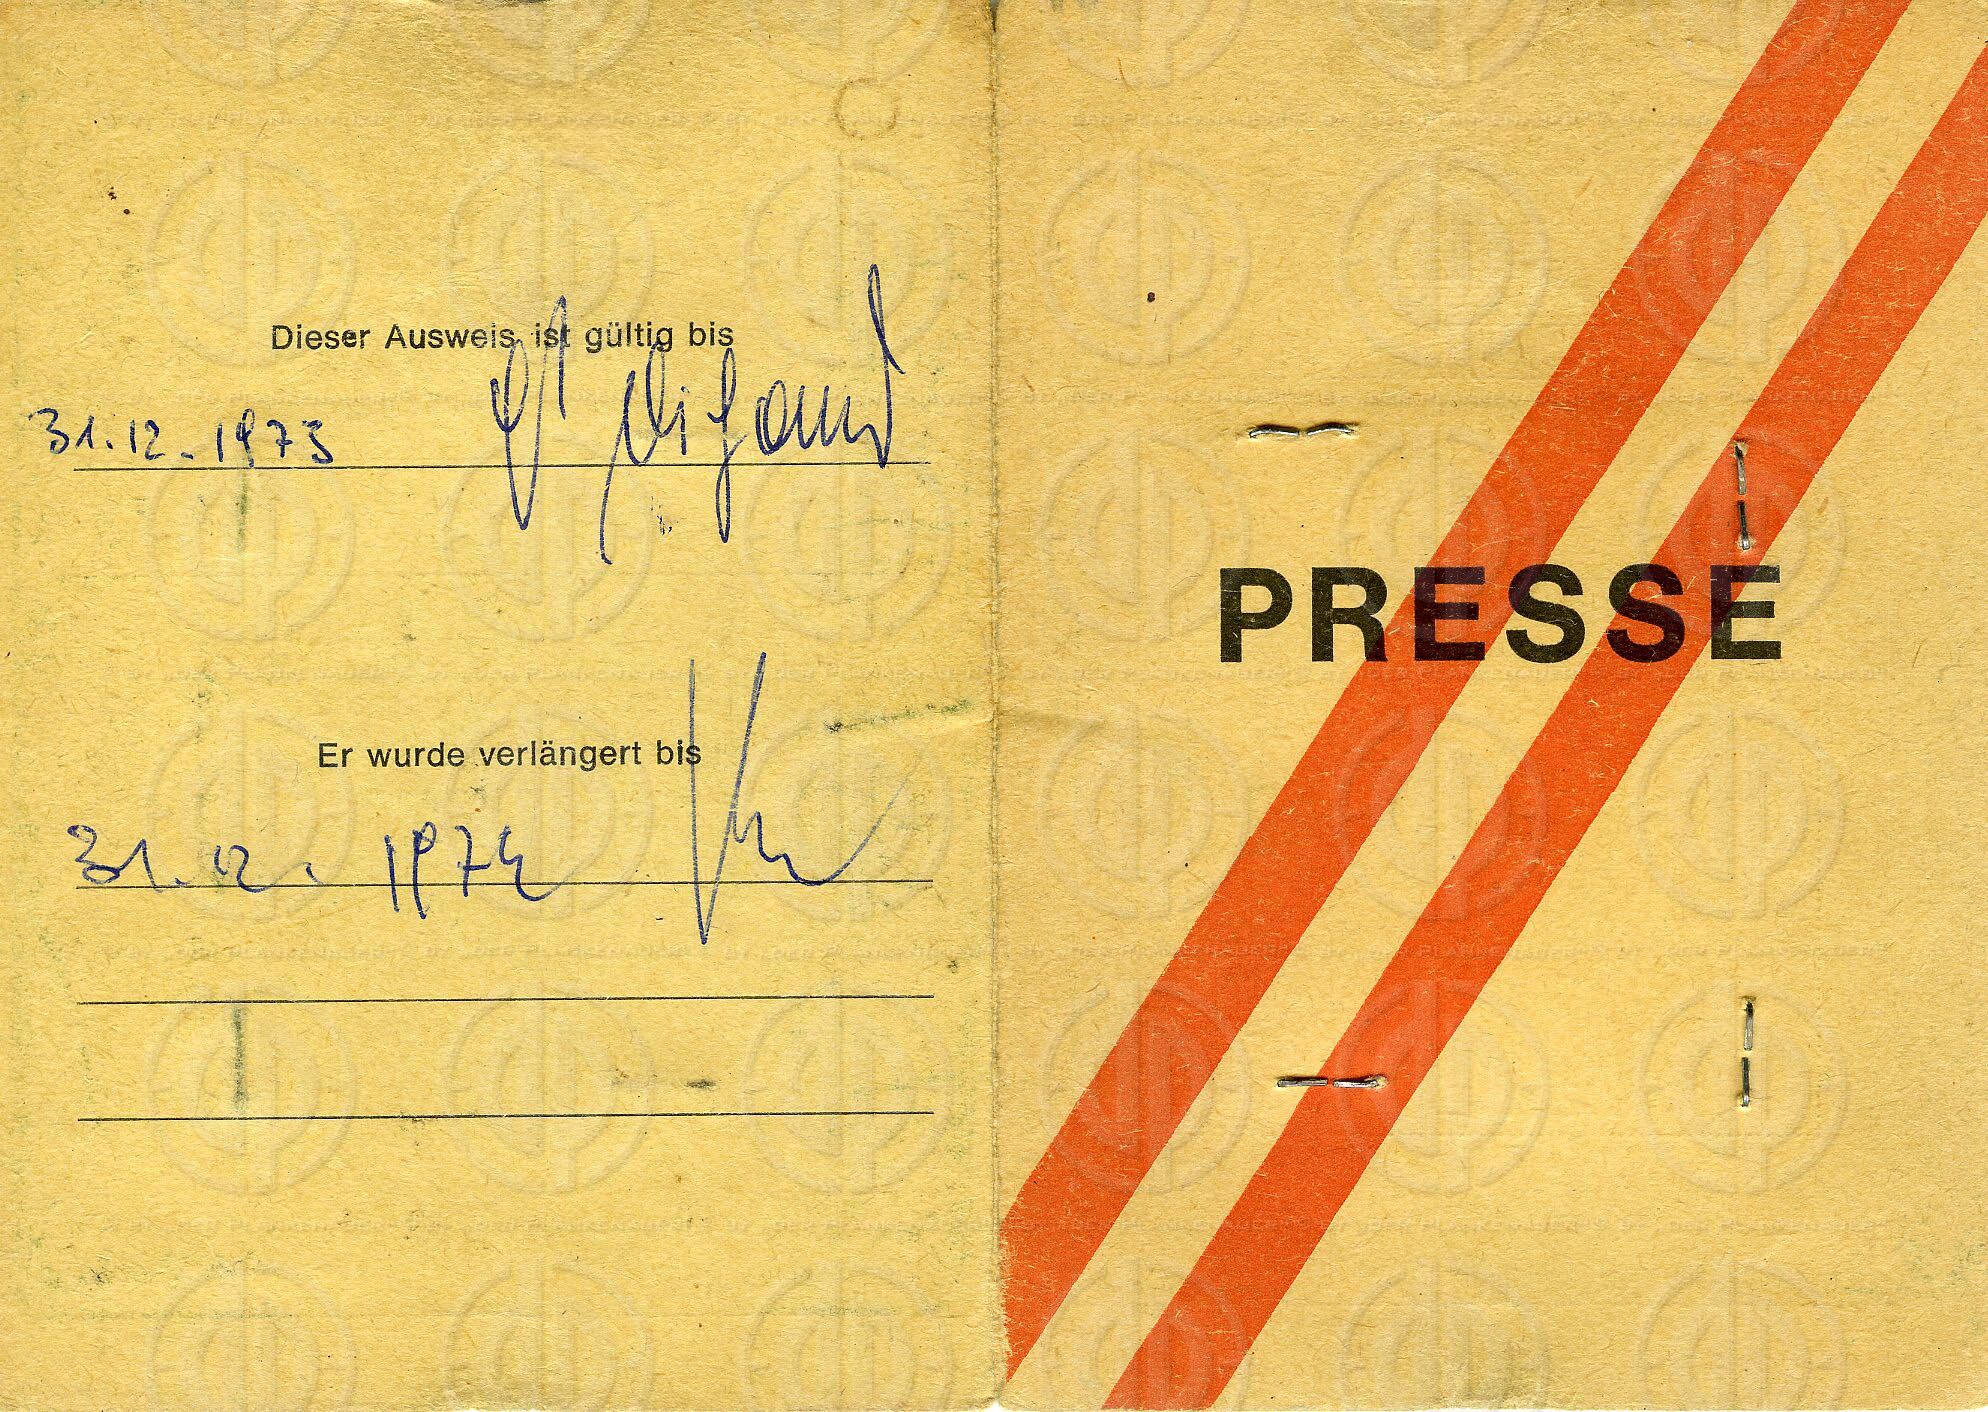 Dieser Ausweis ist gültig bis
31.12.1973
Er wurde verlängert bis
31.12.1974
PRESSE